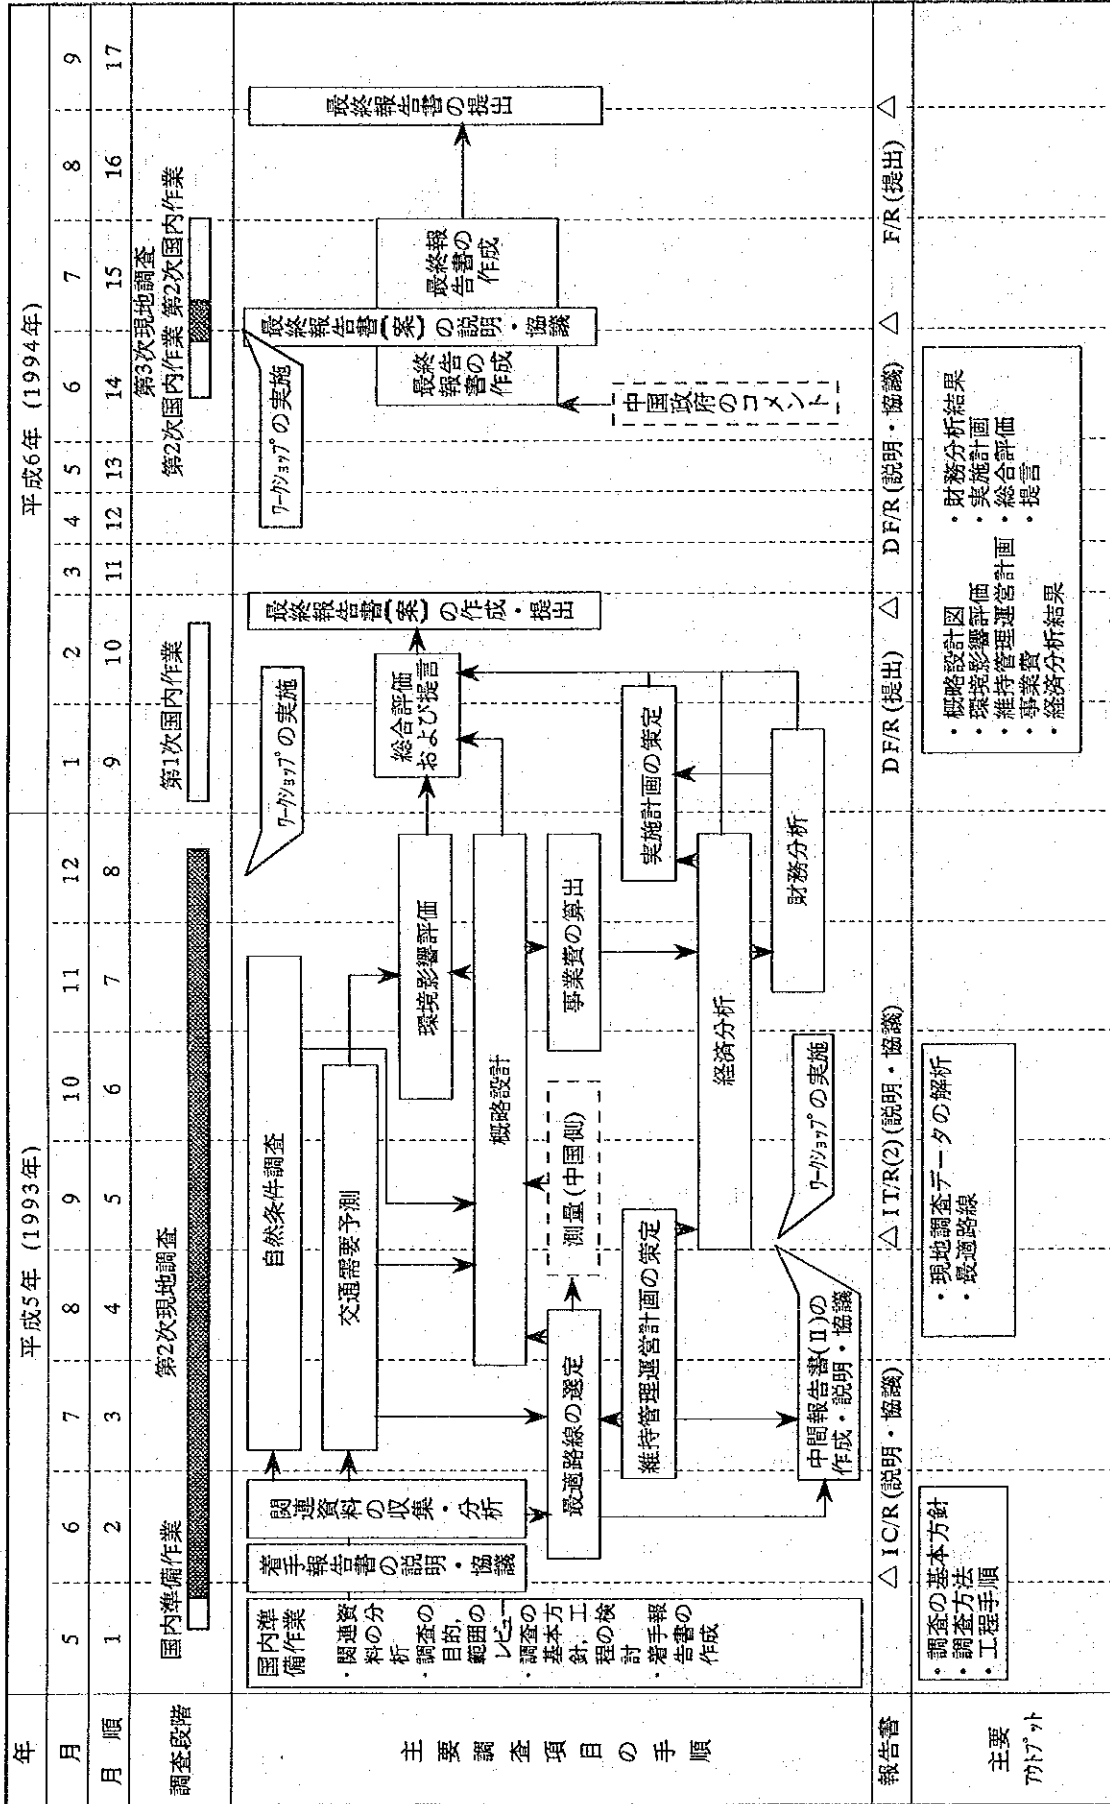 年
平成5年 (1993年)
平成6年 (1994年)
月
5
6
7
8
9
10
11
12
1
2
3
4
5
6
7
8
9
月順
1
2
3
4
5
6
7
8
9
10
11
12
13
14
15
16
17
調査段階
国内準備作業
第2次現地調査
第1次国内作業
第3次現地調査
第2次国内作業
第2次国内作業
主要調査項目の手順
国内準
備作業
・関連資
料の分
析
・調査の
目的,
範囲の
レビュー
・調査の
基本方
針, 工
程の検
討
・着手報
告書の
作成
着手報告書の説明・協議
関連資料の収集・分析
自然条件調査
交通需要予測
環境影響評価
概略設計
最適路線の選定
測量(中国側)
事業費の算出
維持管理運営計画の策定
経済分析
実施計画の策定
財務分析
中間報告書(II)の
作成・説明・協議
ワークショップの実施
ワークショップの実施
総合評価
および提言
最終報告書(案)の作成・提出
ワークショップの実施
中国政府のコメント
最終報
告書の
作成
最終報告書(案)の説明・協議
最終報
告書の
作成
最終報告書の提出
報告書
△ IC/R (説明・協議)
△ IT/R(2) (説明・協議)
DF/R (提出) △
DF/R (説明・協議) △
F/R (提出) △
主要
アウトプット
・調査の基本方針
・調査方法
・工程手順
・現地調査データの解析
・最適路線
・概略設計図
・環境影響評価
・維持管理運営計画
・事業費
・経済分析結果
・財務分析結果
・実施計画
・総合評価
・提言